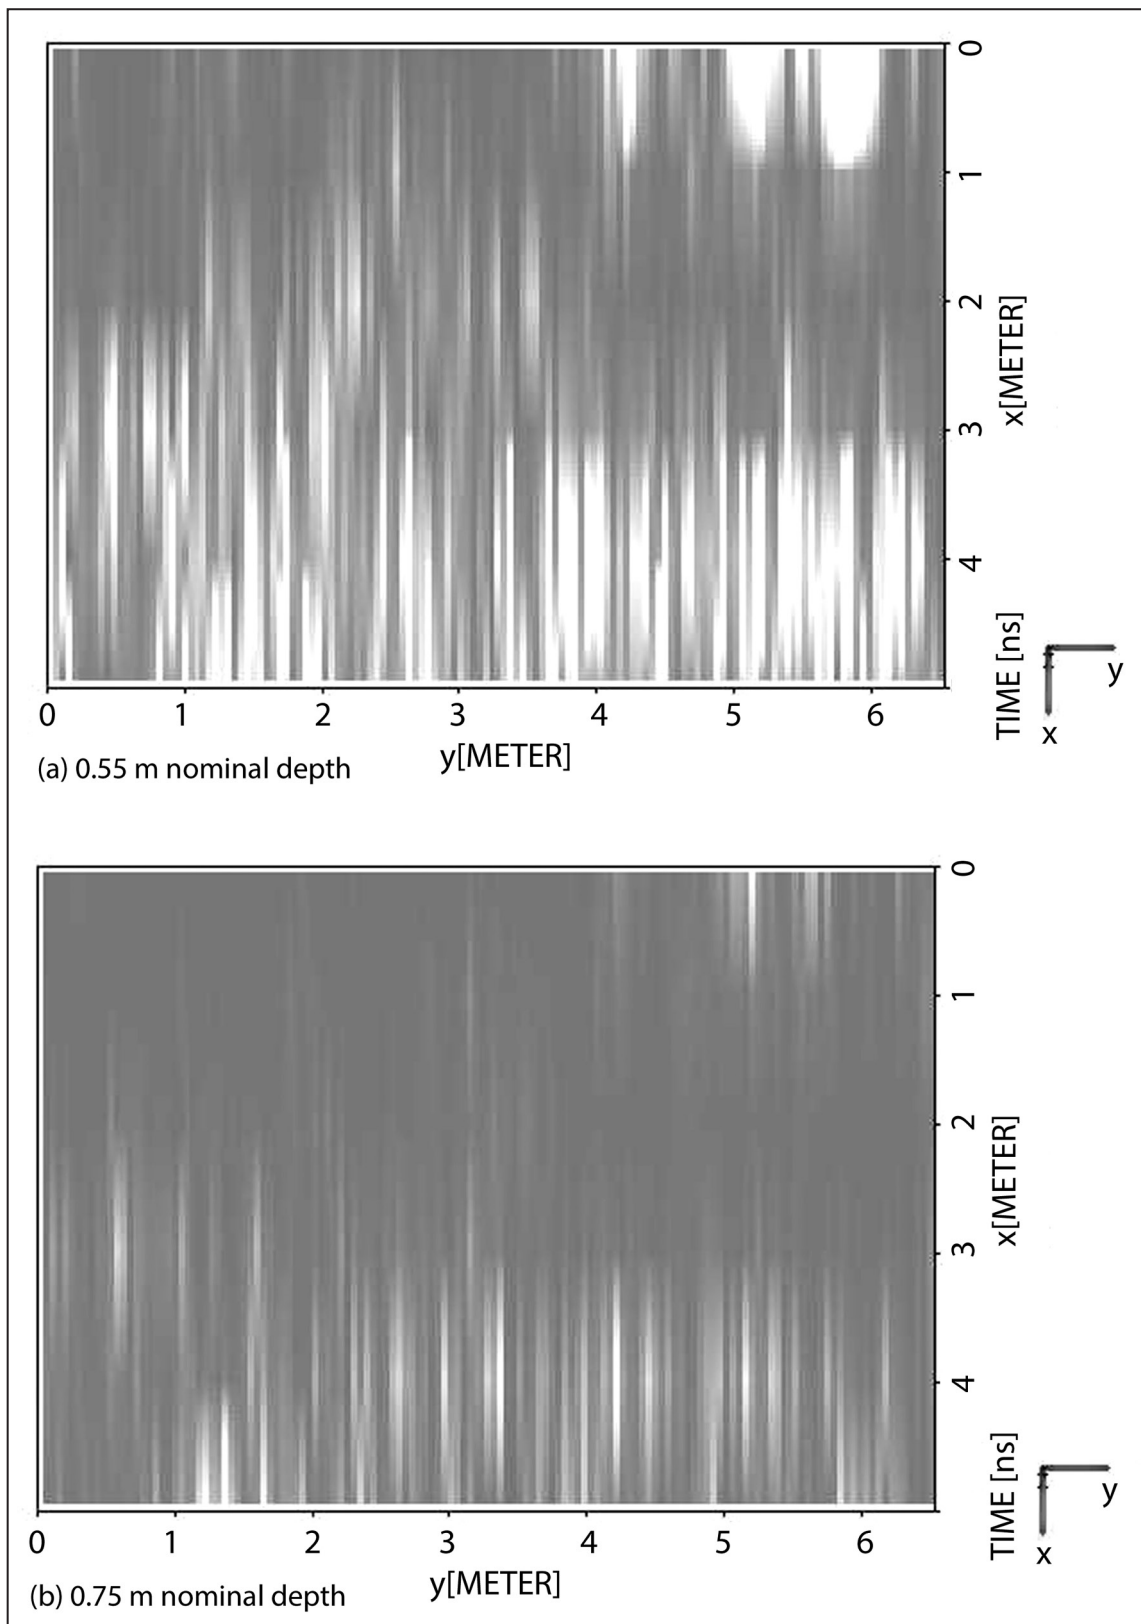 0
1
2
3
4
x[METER]
TIME [ns]
y
x
0 1 2 3 4 5 6
y[METER]
(a) 0.55 m nominal depth
0
1
2
3
4
x[METER]
TIME [ns]
y
x
0 1 2 3 4 5 6
y[METER]
(b) 0.75 m nominal depth